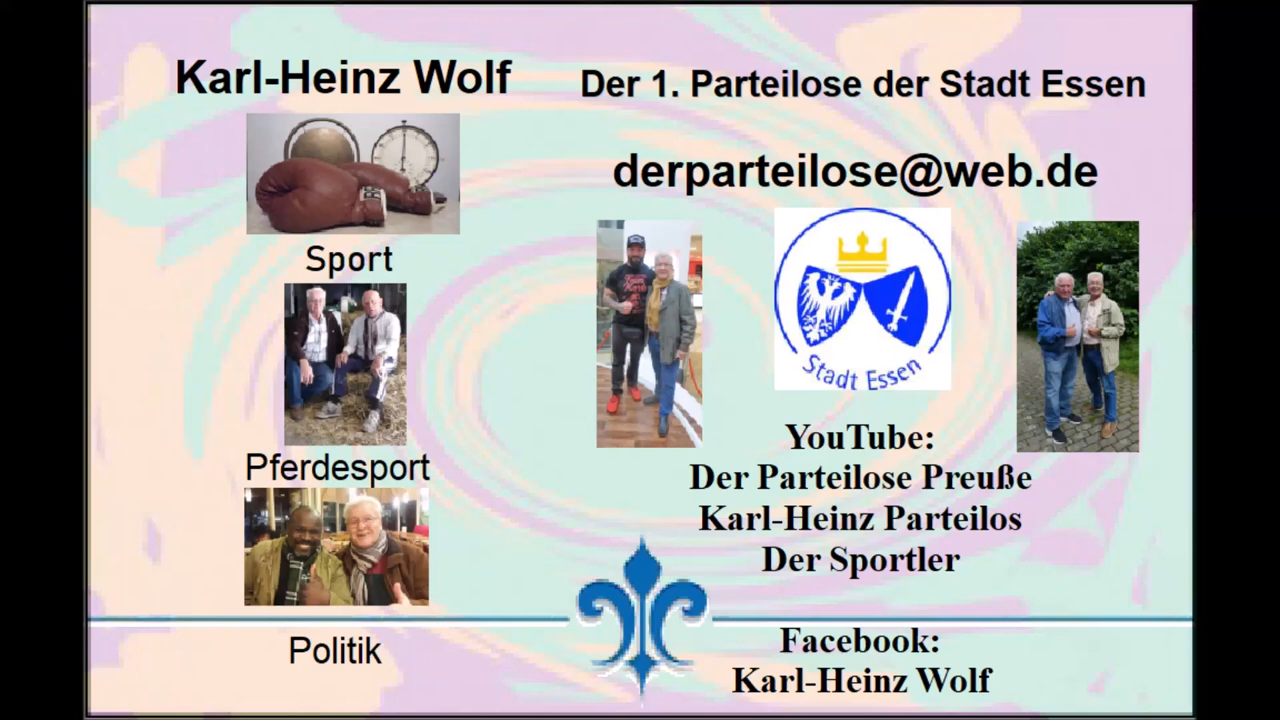 Karl-Heinz Wolf
Der 1. Parteilose der Stadt Essen
derparteilose@web.de
Sport
Pferdesport
Politik
Stadt Essen
YouTube:
Der Parteilose Preuße
Karl-Heinz Parteilos
Der Sportler
Facebook:
Karl-Heinz Wolf